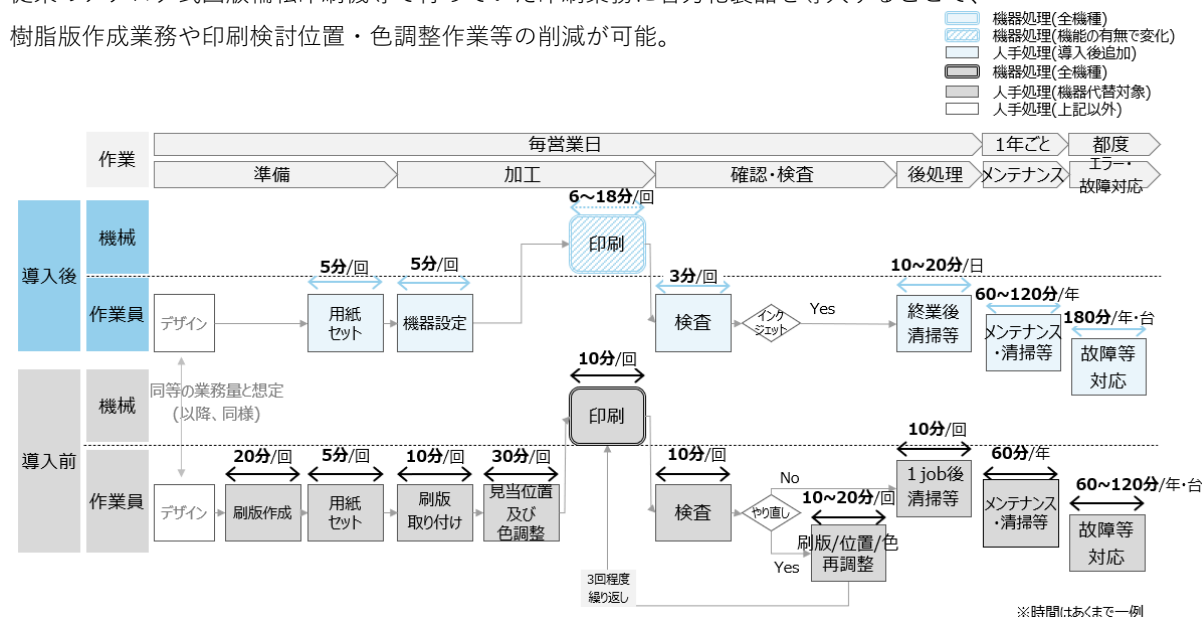 樹脂版作成業務や印刷検討位置・色調整作業等の削減が可能。
機器処理(全機種)
機器処理(機能の有無で変化)
人手処理(導入後追加)
機器処理(全機種)
人手処理(機器代替対象)
人手処理(上記以外)
作業
毎営業日
1年ごと
都度
準備
加工
確認・検査
後処理
メンテナンス
エラー・
故障対応
導入後
機械
6～18分/回
印刷
作業員
デザイン
5分/回
用紙
セット
5分/回
機器設定
3分/回
検査
インク
ジェット
Yes
10~20分/日
終業後
清掃等
60~120分/年
メンテナンス
・清掃等
180分/年・台
故障等
対応
同等の業務量と想定
(以降、同様)
導入前
機械
10分/回
印刷
作業員
デザイン
20分/回
刷版作成
5分/回
用紙
セット
10分/回
刷版
取り付け
30分/回
見当位置
及び
色調整
10分/回
検査
やり直し
No
Yes
10~20分/回
刷版/位置/色
再調整
3回程度
繰り返し
10分/回
1job後
清掃等
60分/年
メンテナンス
・清掃等
60~120分/年・台
故障等
対応
※時間はあくまで一例